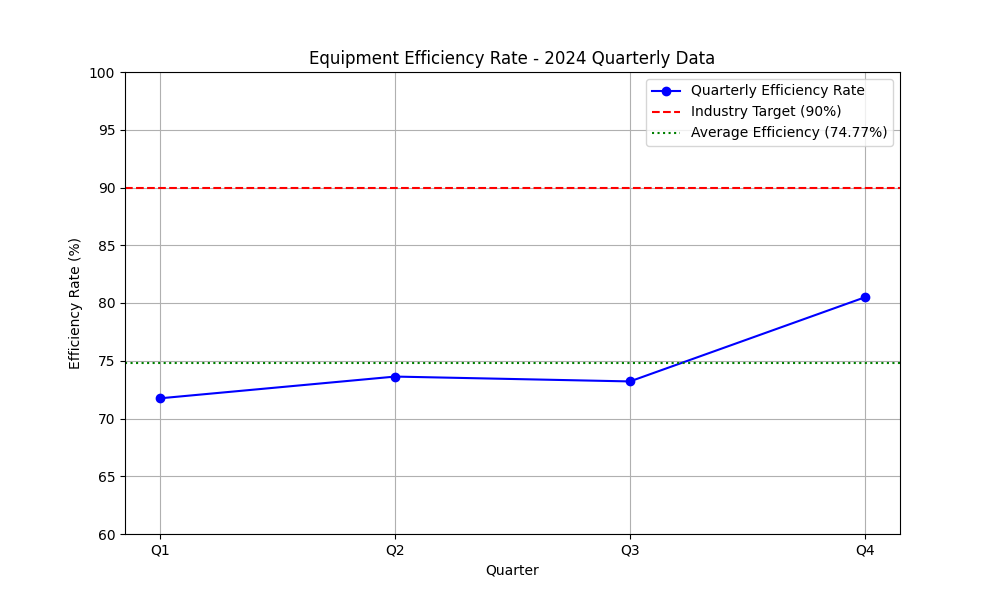 Equipment Efficiency Rate - 2024 Quarterly Data
Quarterly Efficiency Rate
Industry Target (90%)
Average Efficiency (74.77%)
Efficiency Rate (%)
100
95
90
85
80
75
70
65
60
Q1 Q2 Q3 Q4
Quarter